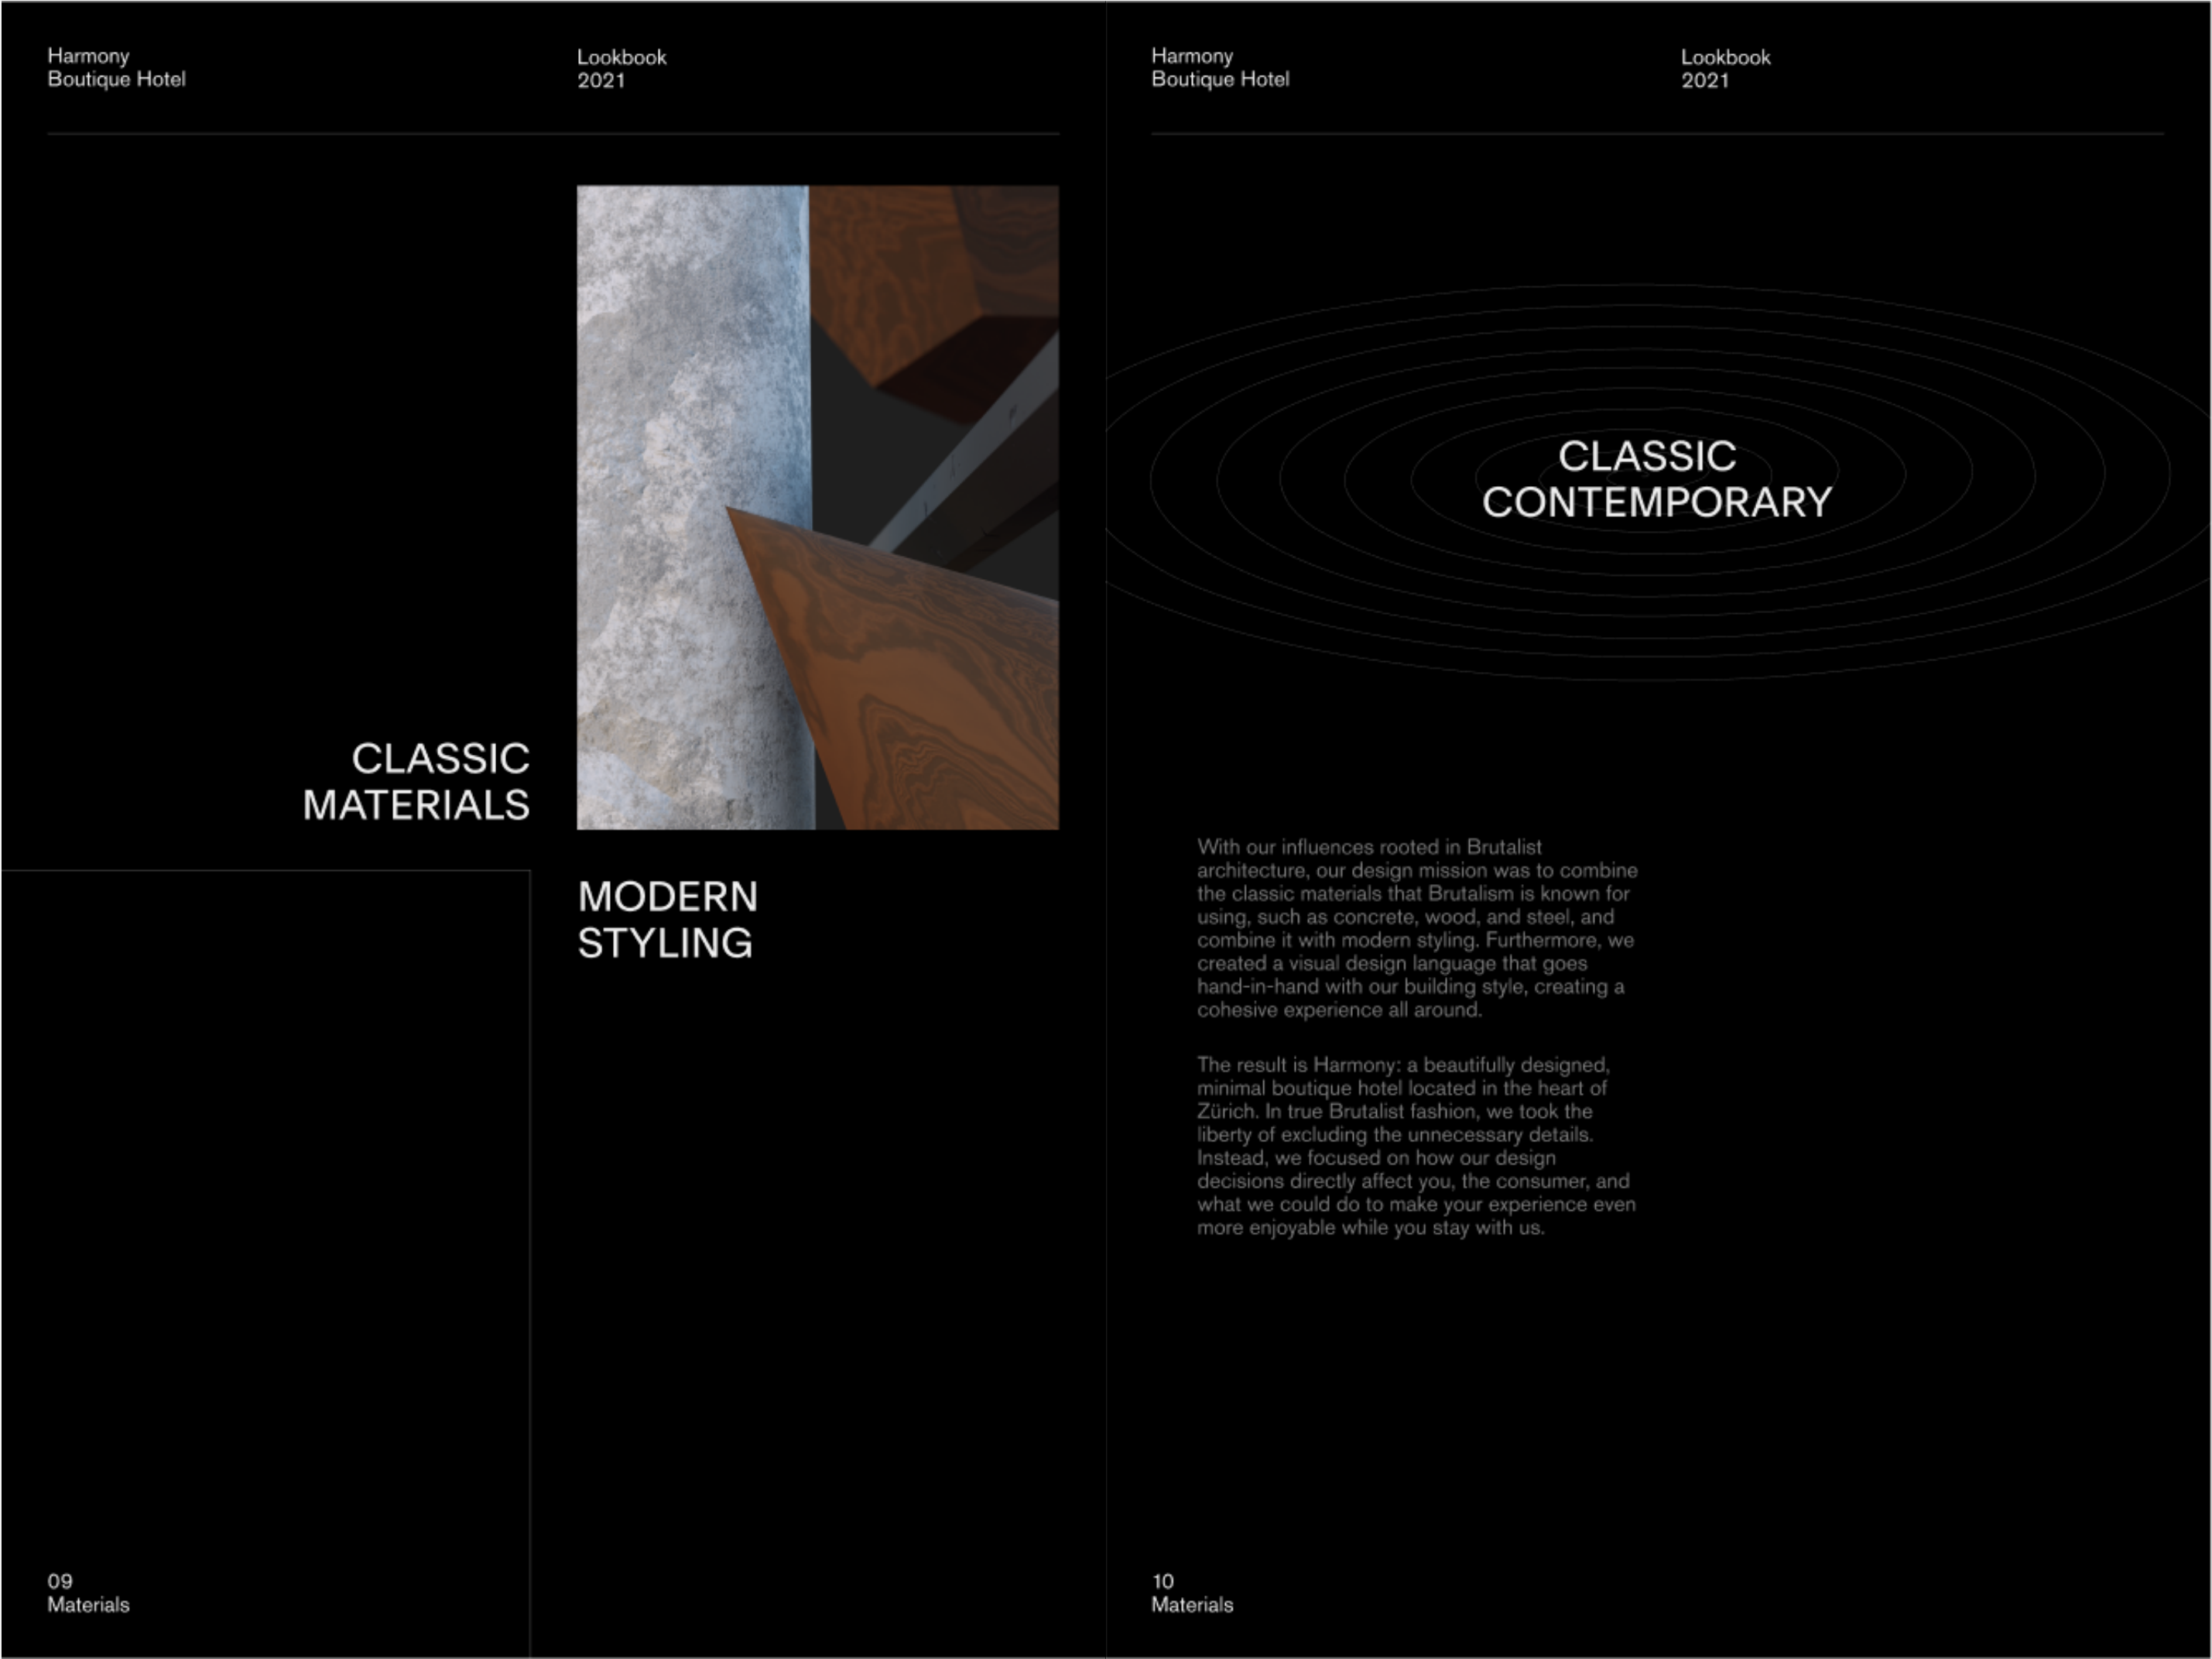 Harmony
Boutique Hotel
Lookbook
2021
CLASSIC
MATERIALS
MODERN
STYLING
09
Materials
Harmony
Boutique Hotel
Lookbook
2021
CLASSIC
CONTEMPORARY
With our influences rooted in Brutalist
architecture, our design mission was to combine
the classic materials that Brutalism is known for
using, such as concrete, wood, and steel, and
combine it with modern styling. Furthermore, we
created a visual design language that goes
hand-in-hand with our building style, creating a
cohesive experience all around.
The result is Harmony: a beautifully designed,
minimal boutique hotel located in the heart of
Zürich. In true Brutalist fashion, we took the
liberty of excluding the unnecessary details.
Instead, we focused on how our design
decisions directly affect you, the consumer, and
what we could do to make your experience even
more enjoyable while you stay with us.
10
Materials